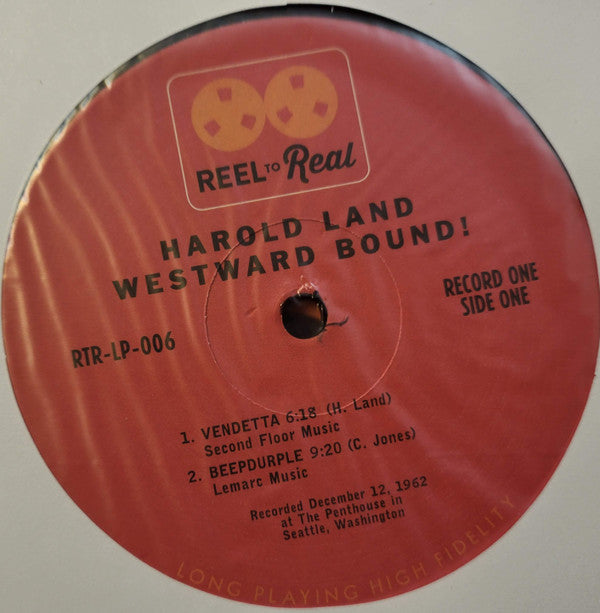 REEL TO Real
HAROLD LAND
WESTWARD BOUND!
RECORD ONE
SIDE ONE
RTR-LP-006
1. VENDETTA 6:18 (H. Land)
Second Floor Music
2. BEEPDURPLE 9:20 (C. Jones)
Lemarc Music
Recorded December 12, 1962
at The Penthouse in
Seattle, Washington
LONG PLAYING HIGH FIDELITY